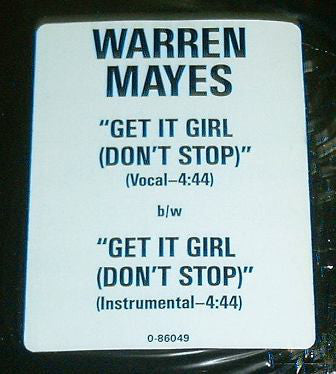 WARREN
MAYES
“GET IT GIRL
(DON'T STOP)”
(Vocal–4:44)
b/w
“GET IT GIRL
(DON'T STOP)”
(Instrumental–4:44)
0-86049